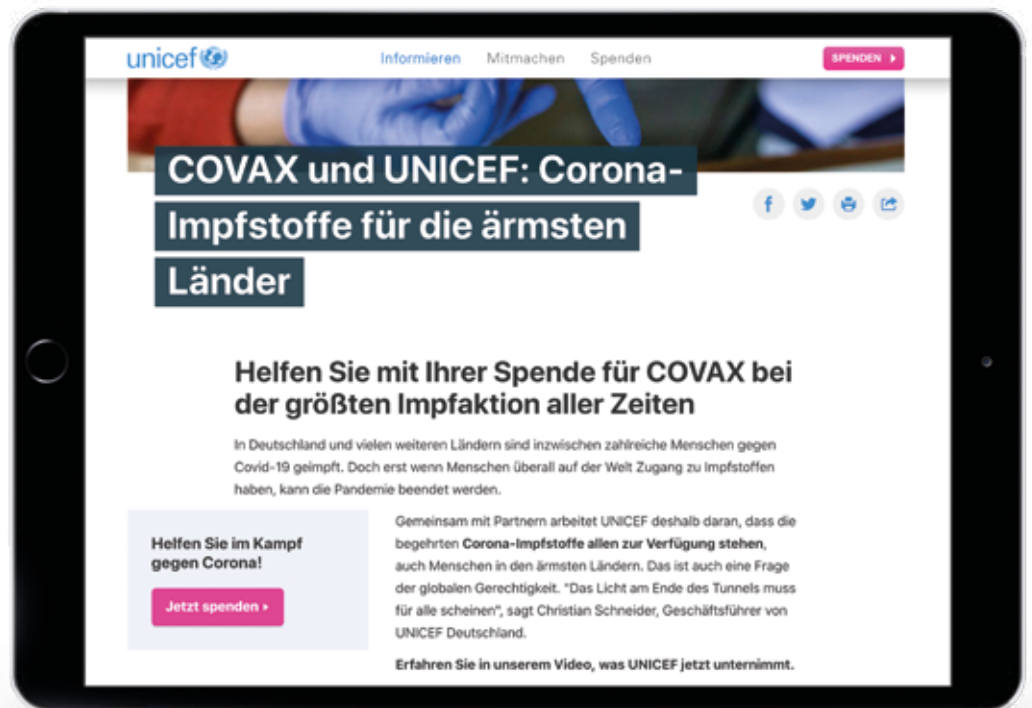 unicef
Informieren Mitmachen Spenden
SPENDEN
COVAX und UNICEF: Corona-
Impfstoffe für die ärmsten
Länder
Helfen Sie mit Ihrer Spende für COVAX bei
der größten Impfaktion aller Zeiten
In Deutschland und vielen weiteren Ländern sind inzwischen zahlreiche Menschen gegen
Covid-19 geimpft. Doch erst wenn Menschen überall auf der Welt Zugang zu Impfstoffen
haben, kann die Pandemie beendet werden.
Helfen Sie im Kampf
gegen Corona!
Jetzt spenden
Gemeinsam mit Partnern arbeitet UNICEF deshalb daran, dass die
begehrten Corona-Impfstoffe allen zur Verfügung stehen,
auch Menschen in den ärmsten Ländern. Das ist auch eine Frage
der globalen Gerechtigkeit. "Das Licht am Ende des Tunnels muss
für alle scheinen", sagt Christian Schneider, Geschäftsführer von
UNICEF Deutschland.
Erfahren Sie in unserem Video, was UNICEF jetzt unternimmt.